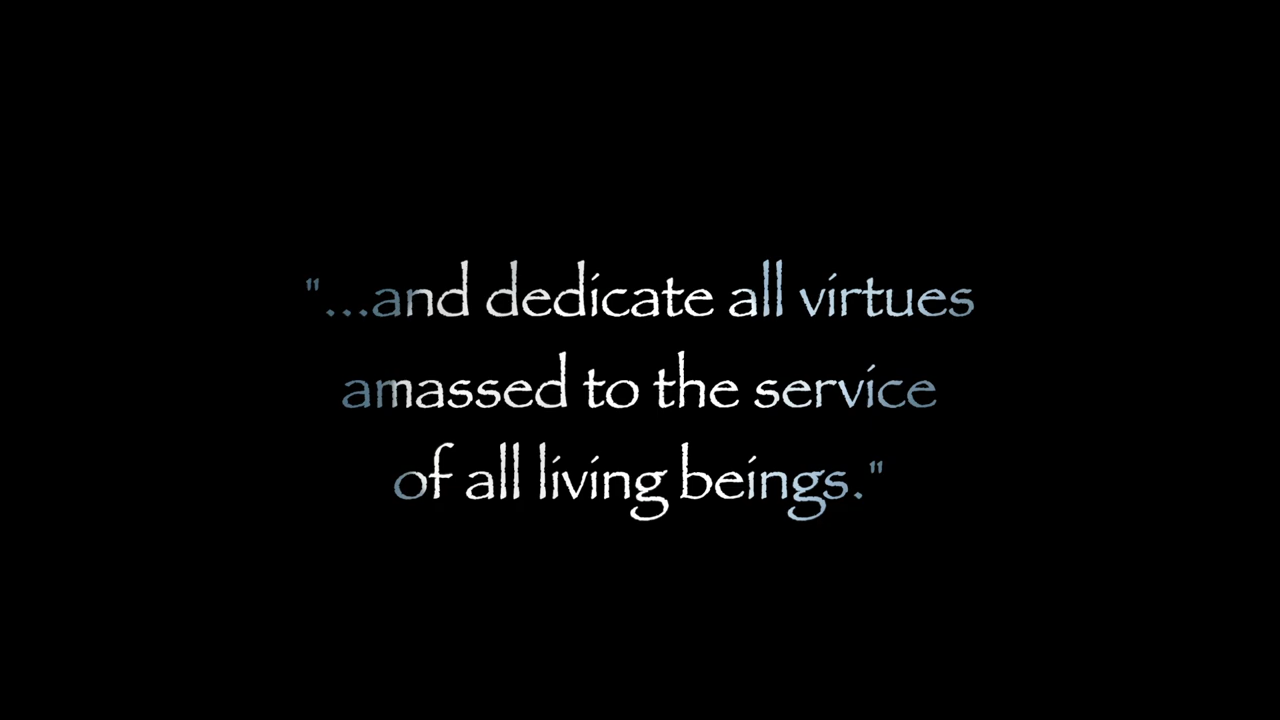 "...and dedicate all virtues
amassed to the service
of all living beings."